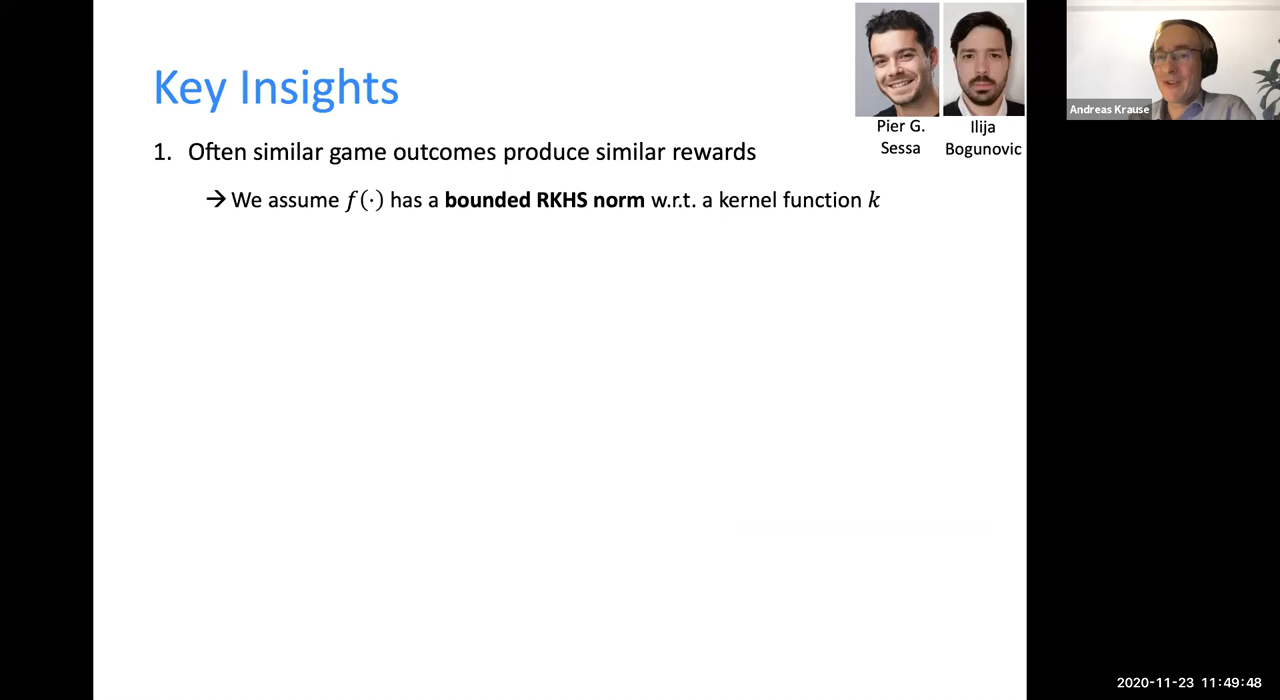 Key Insights
Pier G.
Sessa
Ilija
Bogunovic
Andreas Krause
1. Often similar game outcomes produce similar rewards
→ We assume f(·) has a bounded RKHS norm w.r.t. a kernel function k
2020-11-23 11:49:48